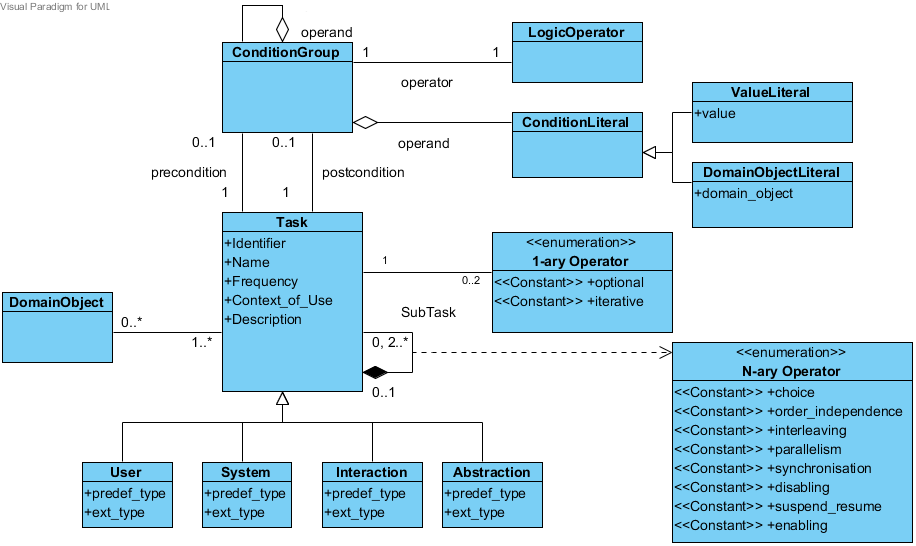 Visual Paradigm for UML
operand
ConditionGroup
1
1
operator
LogicOperator
operand
ConditionLiteral
ValueLiteral
+value
DomainObjectLiteral
+domain_object
0..1
0..1
precondition
postcondition
1
1
Task
+Identifier
+Name
+Frequency
+Context_of_Use
+Description
1
0..2
<<enumeration>>
1-ary Operator
<<Constant>> +optional
<<Constant>> +iterative
DomainObject
0..*
1..*
SubTask
0, 2..*
0..1
<<enumeration>>
N-ary Operator
<<Constant>> +choice
<<Constant>> +order_independence
<<Constant>> +interleaving
<<Constant>> +parallelism
<<Constant>> +synchronisation
<<Constant>> +disabling
<<Constant>> +suspend_resume
<<Constant>> +enabling
User
+predef_type
+ext_type
System
+predef_type
+ext_type
Interaction
+predef_type
+ext_type
Abstraction
+predef_type
+ext_type